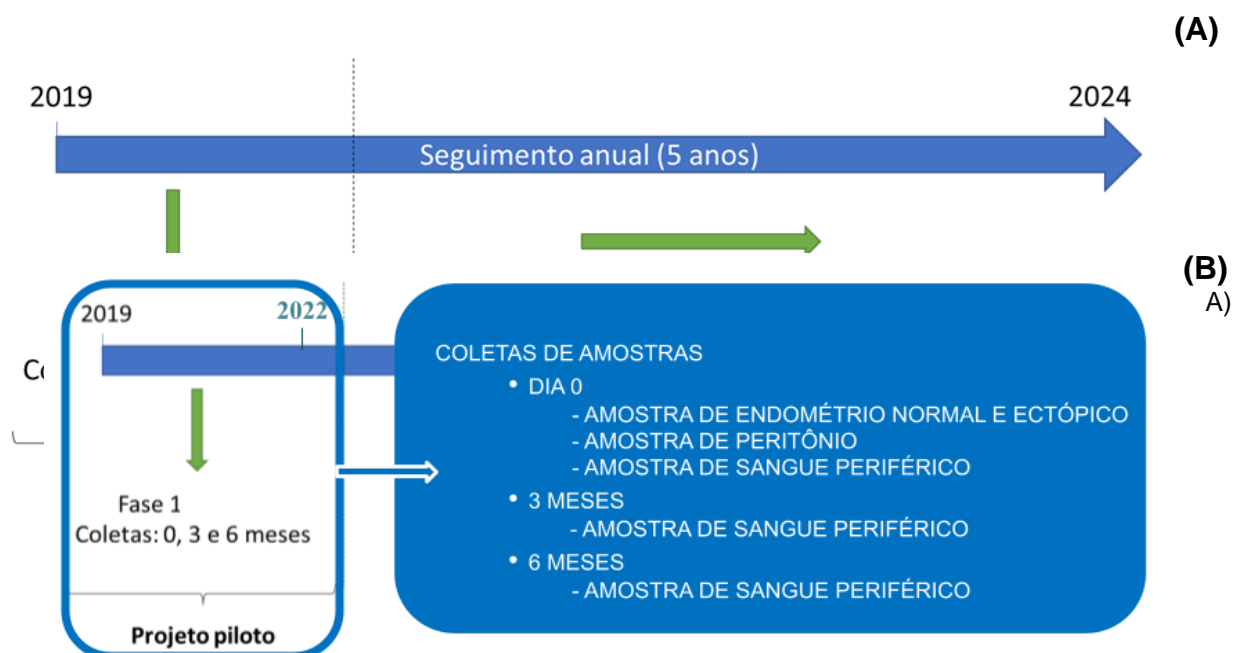 (A)
2019
2024
Seguimento anual (5 anos)
(B)
A)
2019
2022
COLETAS DE AMOSTRAS
• DIA 0
- AMOSTRA DE ENDOMÉTRIO NORMAL E ECTÓPICO
- AMOSTRA DE PERITÔNIO
- AMOSTRA DE SANGUE PERIFÉRICO
• 3 MESES
- AMOSTRA DE SANGUE PERIFÉRICO
• 6 MESES
- AMOSTRA DE SANGUE PERIFÉRICO
Fase 1
Coletas: 0, 3 e 6 meses
Projeto piloto